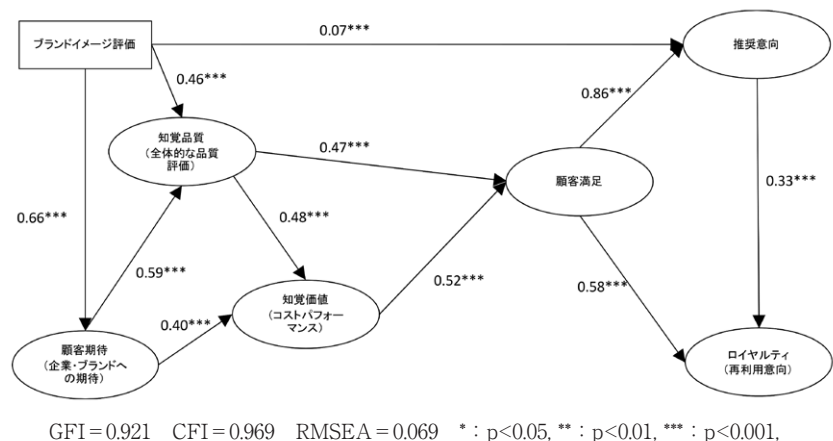 ブランドイメージ評価
0.07***
推奨意向
0.46***
0.86***
知覚品質
（全体的な品質
評価）
0.47***
顧客満足
0.66***
0.48***
0.33***
0.59***
0.52***
0.58***
知覚価値
（コストパフォー
マンス）
0.40***
顧客期待
（企業・ブランドへ
の期待）
ロイヤルティ
（再利用意向）
GFI＝0.921　CFI＝0.969　RMSEA＝0.069　*：p<0.05, **：p<0.01, ***：p<0.001,